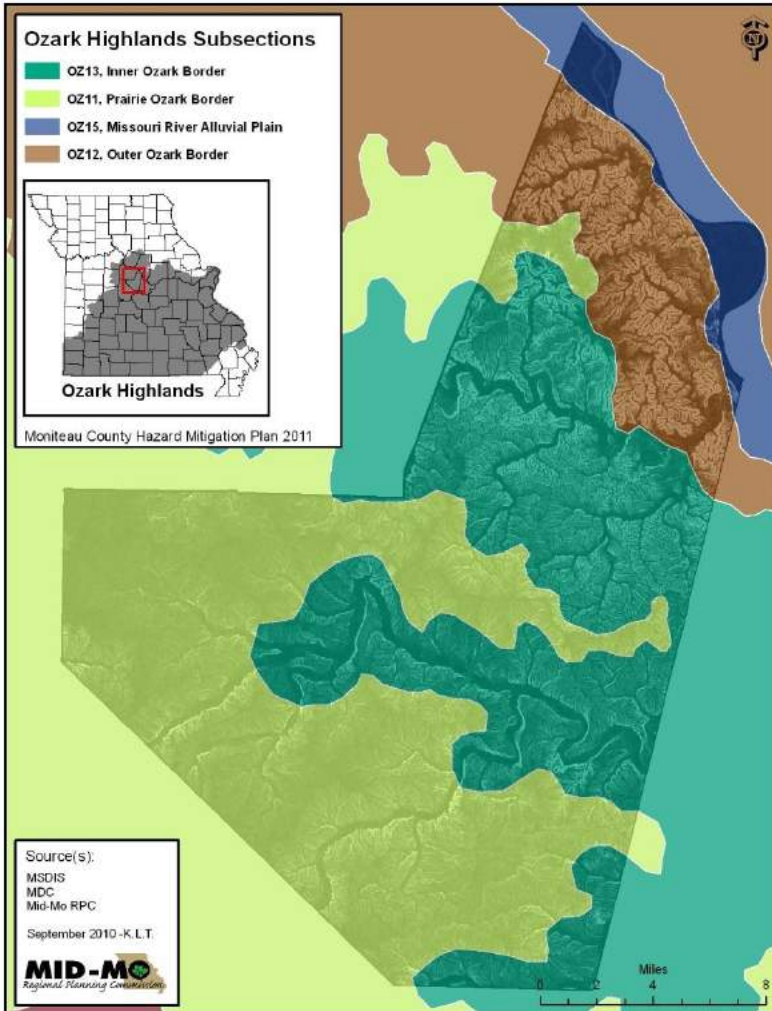 Ozark Highlands Subsections
OZ13, Inner Ozark Border
OZ11, Prairie Ozark Border
OZ15, Missouri River Alluvial Plain
OZ12, Outer Ozark Border
Ozark Highlands
Moniteau County Hazard Mitigation Plan 2011
N
Source(s):
MSDIS
MDC
Mid-Mo RPC
September 2010 -K.L.T.
MID-MO
Regional Planning Commission
Miles
0 2 4 8